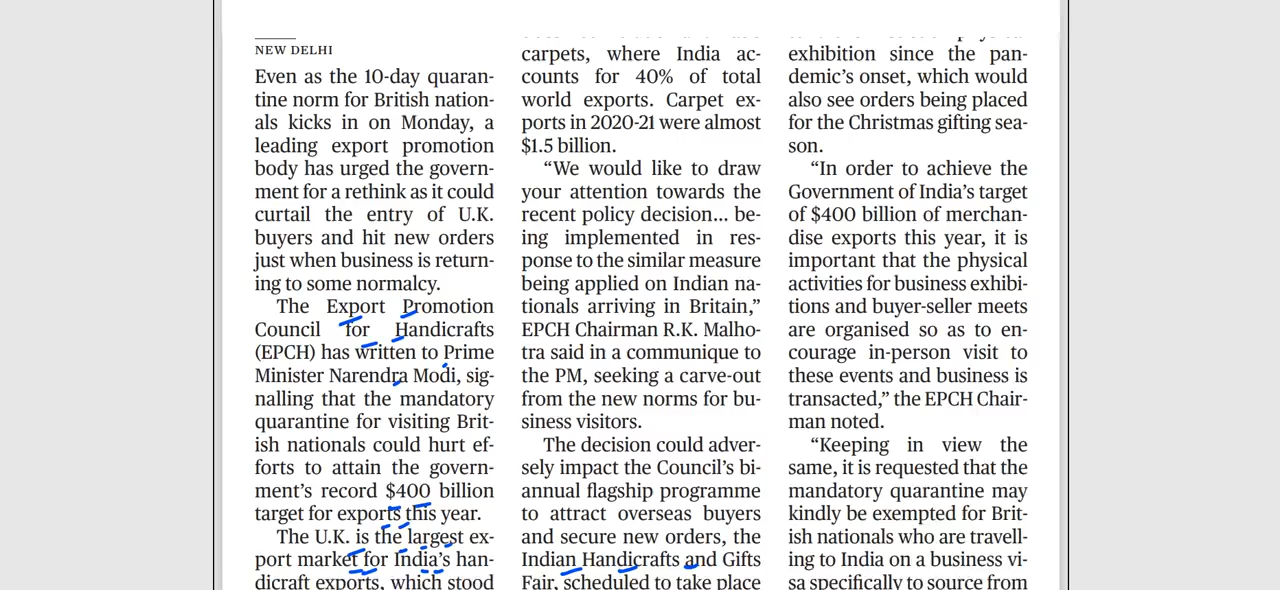 NEW DELHI
Even as the 10-day quaran-
tine norm for British nation-
als kicks in on Monday, a
leading export promotion
body has urged the govern-
ment for a rethink as it could
curtail the entry of U.K.
buyers and hit new orders
just when business is return-
ing to some normalcy.
The Export Promotion
Council for Handicrafts
(EPCH) has written to Prime
Minister Narendra Modi, sig-
nalling that the mandatory
quarantine for visiting Brit-
ish nationals could hurt ef-
forts to attain the govern-
ment’s record $400 billion
target for exports this year.
The U.K. is the largest ex-
port market for India’s han-
dicraft exports, which stood
carpets, where India ac-
counts for 40% of total
world exports. Carpet ex-
ports in 2020-21 were almost
$1.5 billion.
“We would like to draw
your attention towards the
recent policy decision... be-
ing implemented in res-
ponse to the similar measure
being applied on Indian na-
tionals arriving in Britain,”
EPCH Chairman R.K. Malho-
tra said in a communique to
the PM, seeking a carve-out
from the new norms for bu-
siness visitors.
The decision could adver-
sely impact the Council’s bi-
annual flagship programme
to attract overseas buyers
and secure new orders, the
Indian Handicrafts and Gifts
Fair, scheduled to take place
exhibition since the pan-
demic’s onset, which would
also see orders being placed
for the Christmas gifting sea-
son.
“In order to achieve the
Government of India’s target
of $400 billion of merchan-
dise exports this year, it is
important that the physical
activities for business exhibi-
tions and buyer-seller meets
are organised so as to en-
courage in-person visit to
these events and business is
transacted,” the EPCH Chair-
man noted.
“Keeping in view the
same, it is requested that the
mandatory quarantine may
kindly be exempted for Brit-
ish nationals who are travell-
ing to India on a business vi-
sa specifically to source from